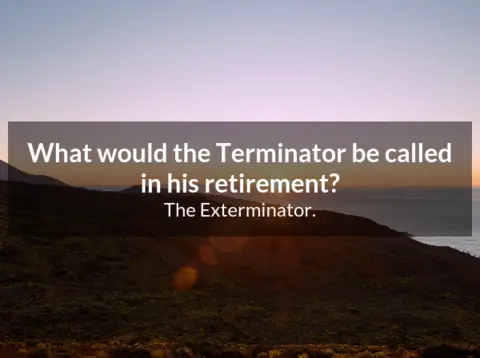 What would the Terminator be called
in his retirement?
The Exterminator.